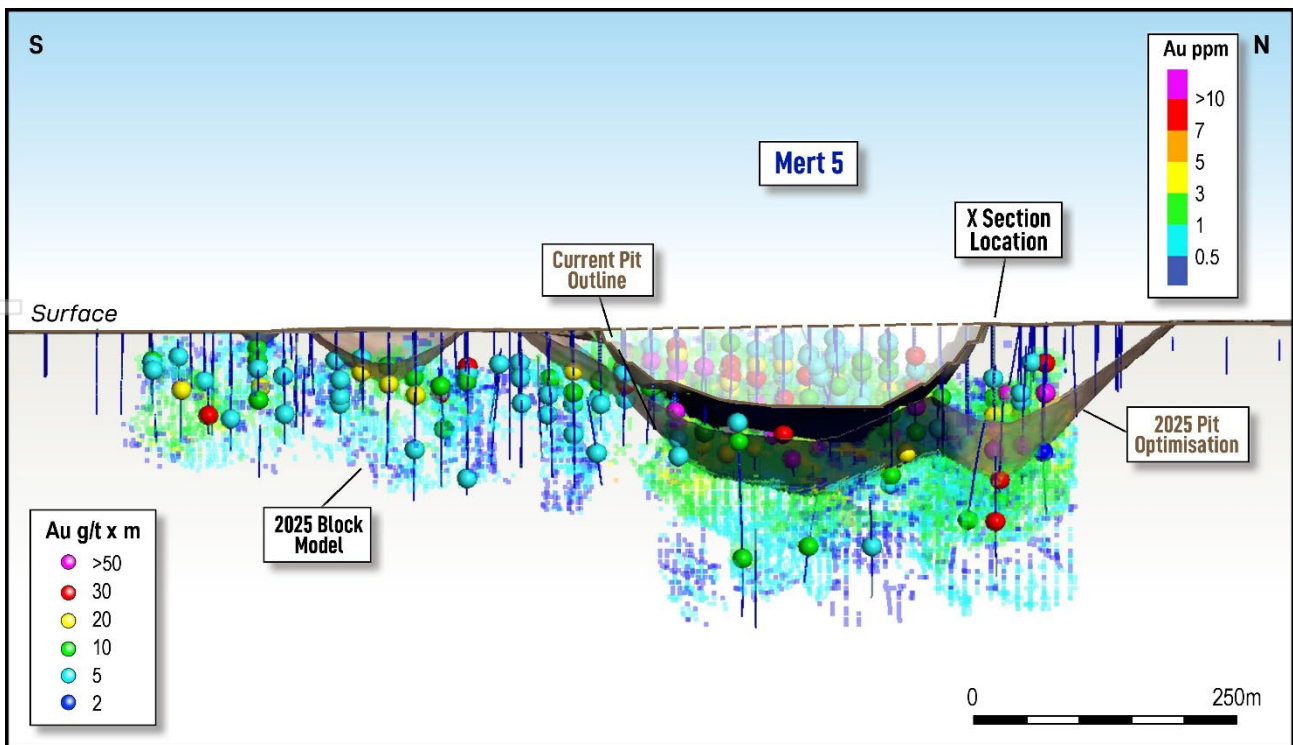 S
N
Au ppm
>10
7
5
3
1
0.5
Mert 5
X Section
Location
Current Pit
Outline
Surface
2025 Pit
Optimisation
2025 Block
Model
Au g/t x m
>50
30
20
10
5
2
0
250m